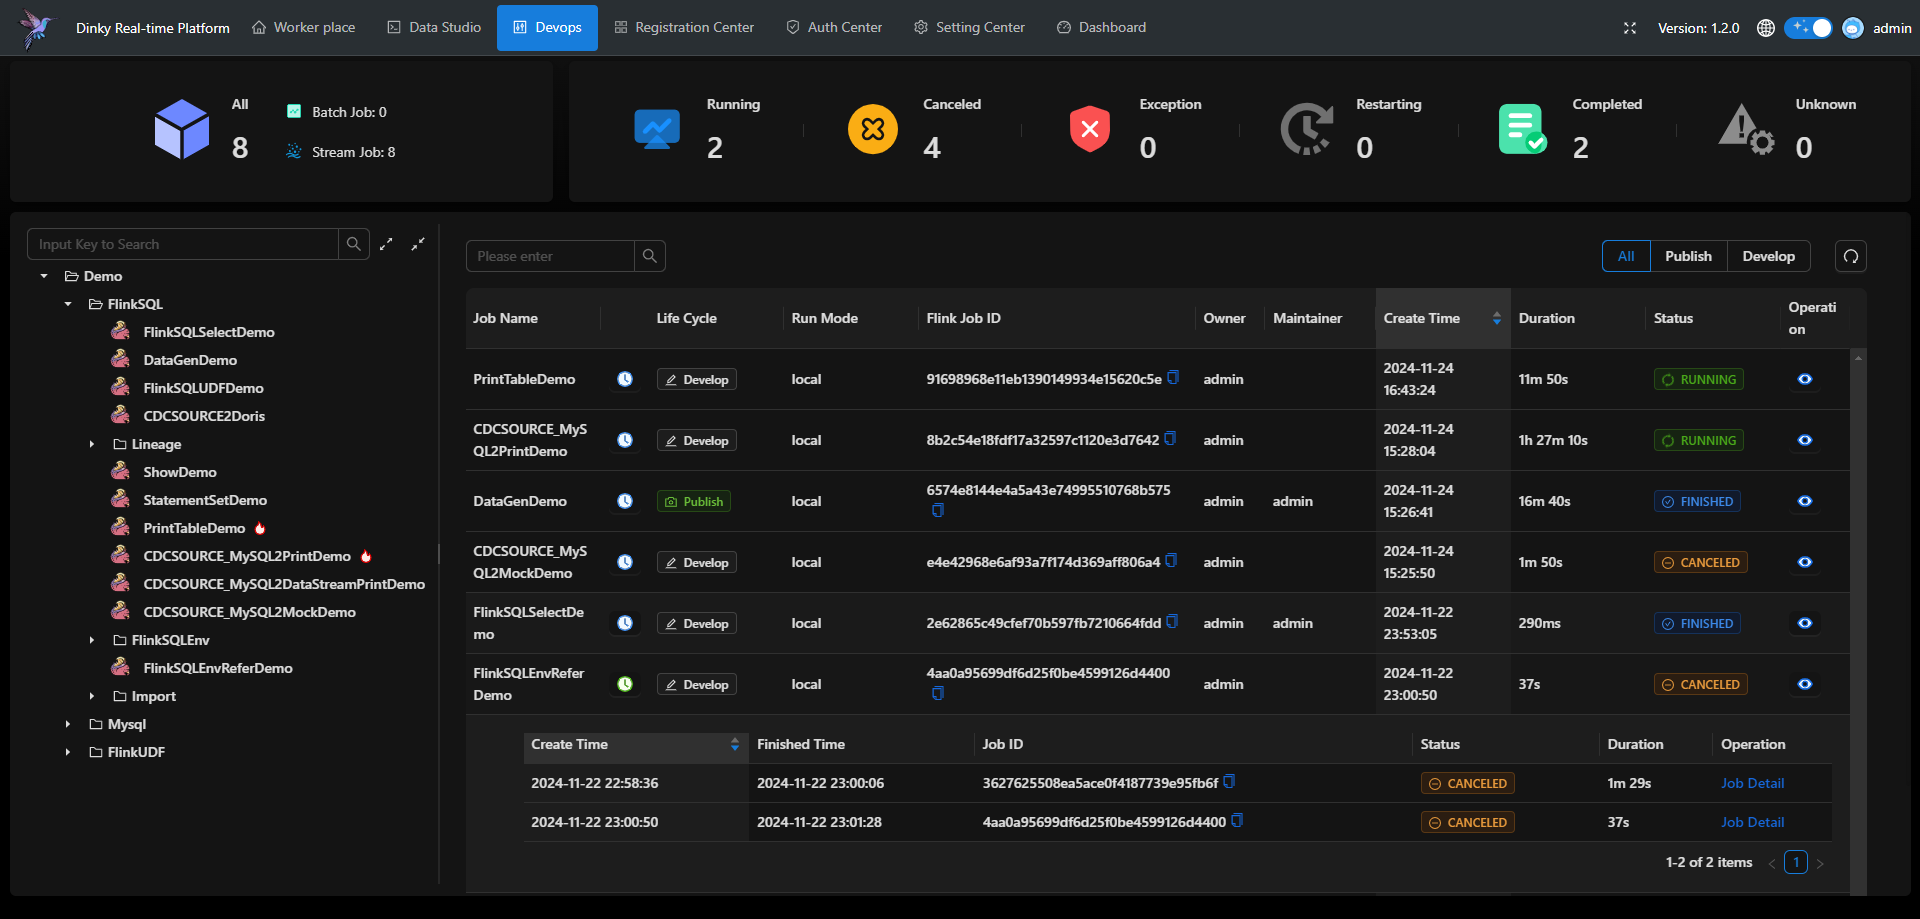 Dinky Real-time Platform
Worker place
Data Studio
Devops
Registration Center
Auth Center
Setting Center
Dashboard
Version: 1.2.0
admin
All
8
Batch Job: 0
Stream Job: 8
Running
2
Canceled
4
Exception
0
Restarting
0
Completed
2
Unknown
0
Input Key to Search
Demo
FlinkSQL
FlinkSQLSelectDemo
DataGenDemo
FlinkSQLUDFDemo
CDCSOURCE2Doris
Lineage
ShowDemo
StatementSetDemo
PrintTableDemo
CDCSOURCE_MySQL2PrintDemo
CDCSOURCE_MySQL2DataStreamPrintDemo
CDCSOURCE_MySQL2MockDemo
FlinkSQLEnv
FlinkSQLEnvReferDemo
Import
Mysql
FlinkUDF
Please enter
All
Publish
Develop
Job Name
Life Cycle
Run Mode
Flink Job ID
Owner
Maintainer
Create Time
Duration
Status
Operati
on
PrintTableDemo
Develop
local
91698968e11eb1390149934e15620c5e
admin
2024-11-24
16:43:24
11m 50s
RUNNING
CDCSOURCE_MyS
QL2PrintDemo
Develop
local
8b2c54e18fdf17a32597c1120e3d7642
admin
2024-11-24
15:28:04
1h 27m 10s
RUNNING
DataGenDemo
Publish
local
6574e8144e4a5a43e74995510768b575
admin
admin
2024-11-24
15:26:41
16m 40s
FINISHED
CDCSOURCE_MyS
QL2MockDemo
Develop
local
e4e42968e6af93a7f174d369aff806a4
admin
2024-11-24
15:25:50
1m 50s
CANCELED
FlinkSQLSelectDe
mo
Develop
local
2e62865c49cfef70b597fb7210664fdd
admin
admin
2024-11-22
23:53:05
290ms
FINISHED
FlinkSQLEnvRefer
Demo
Develop
local
4aa0a95699df6d25f0be4599126d4400
admin
2024-11-22
23:00:50
37s
CANCELED
Create Time
Finished Time
Job ID
Status
Duration
Operation
2024-11-22 22:58:36
2024-11-22 23:00:06
3627625508ea5ace0f4187739e95fb6f
CANCELED
1m 29s
Job Detail
2024-11-22 23:00:50
2024-11-22 23:01:28
4aa0a95699df6d25f0be4599126d4400
CANCELED
37s
Job Detail
1-2 of 2 items
1